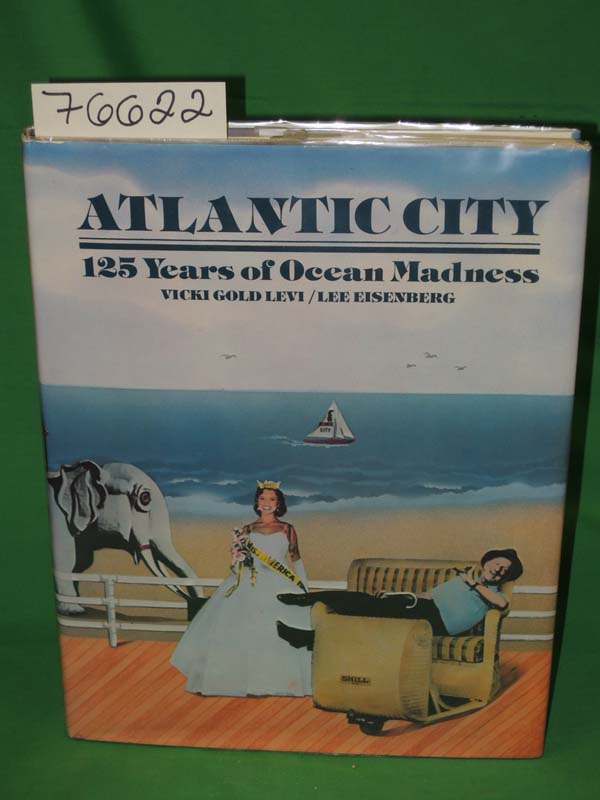 76622
ATLANTIC CITY
125 Years of Ocean Madness
VICKI GOLD LEVI / LEE EISENBERG
CITY
MISS AMERICA
SHILL